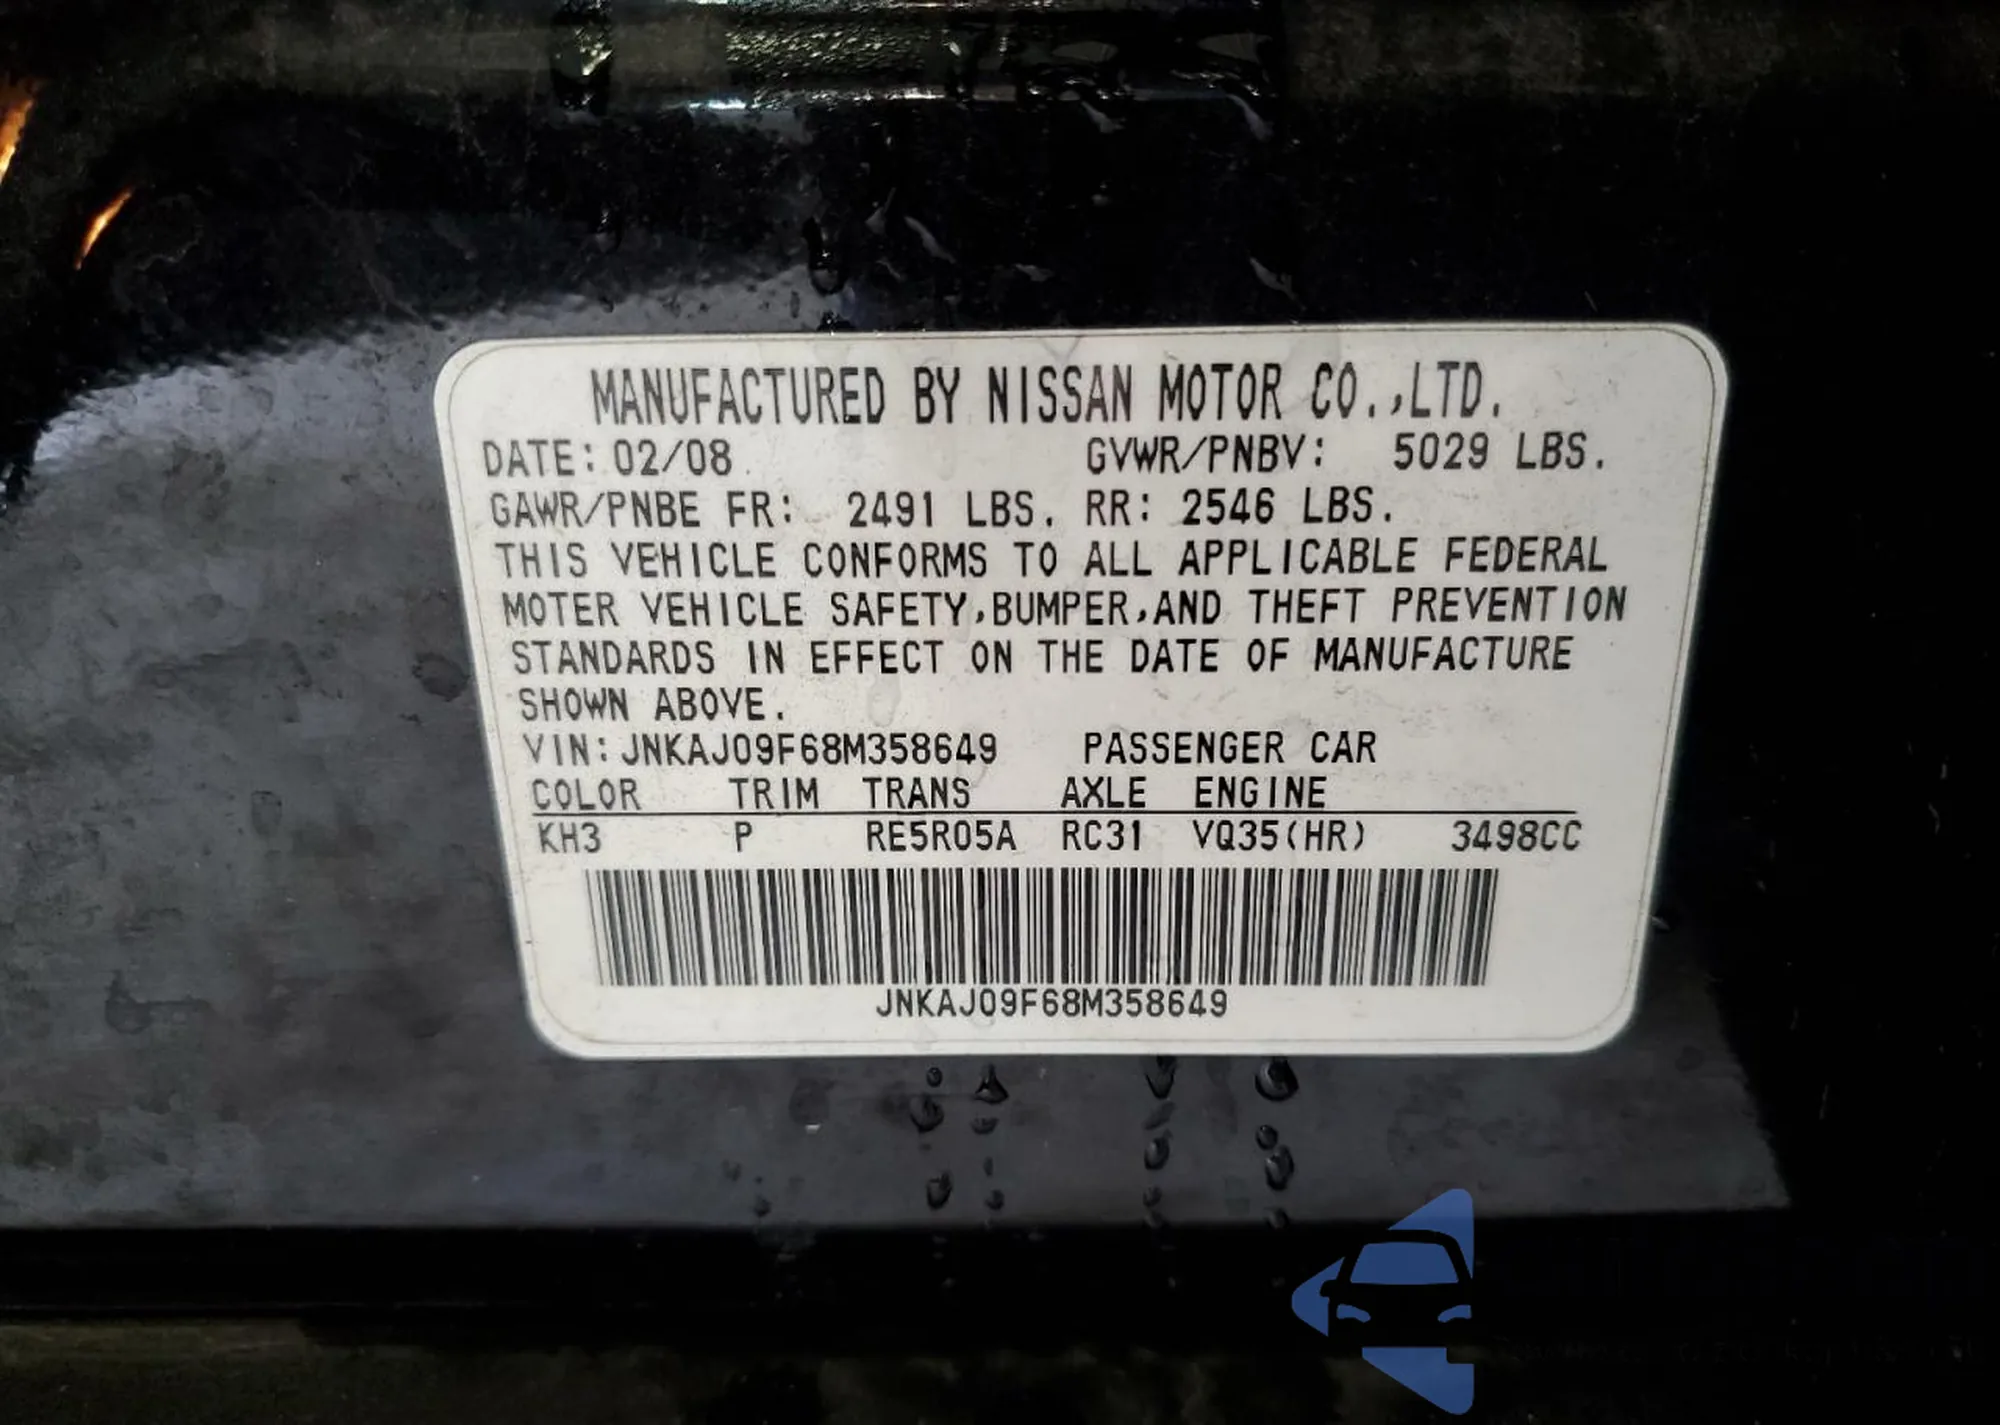 MANUFACTURED BY NISSAN MOTOR CO.,LTD.
DATE: 02/08 GVWR/PNBV: 5029 LBS.
GAWR/PNBE FR: 2491 LBS. RR: 2546 LBS.
THIS VEHICLE CONFORMS TO ALL APPLICABLE FEDERAL
MOTER VEHICLE SAFETY,BUMPER,AND THEFT PREVENTION
STANDARDS IN EFFECT ON THE DATE OF MANUFACTURE
SHOWN ABOVE.
VIN:JNKAJ09F68M358649 PASSENGER CAR
COLOR TRIM TRANS AXLE ENGINE
KH3 P RE5R05A RC31 VQ35(HR) 3498CC
JNKAJ09F68M358649